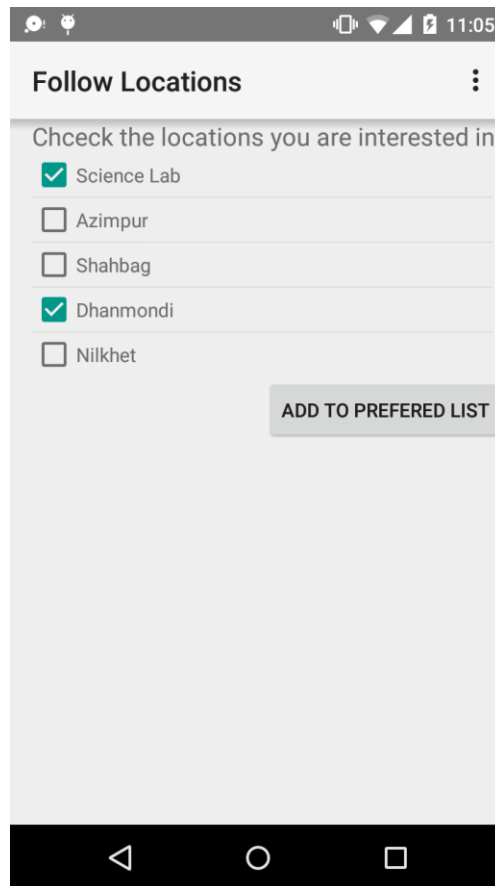 11:05
Follow Locations
Chceck the locations you are interested in
Science Lab
Azimpur
Shahbag
Dhanmondi
Nilkhet
ADD TO PREFERED LIST